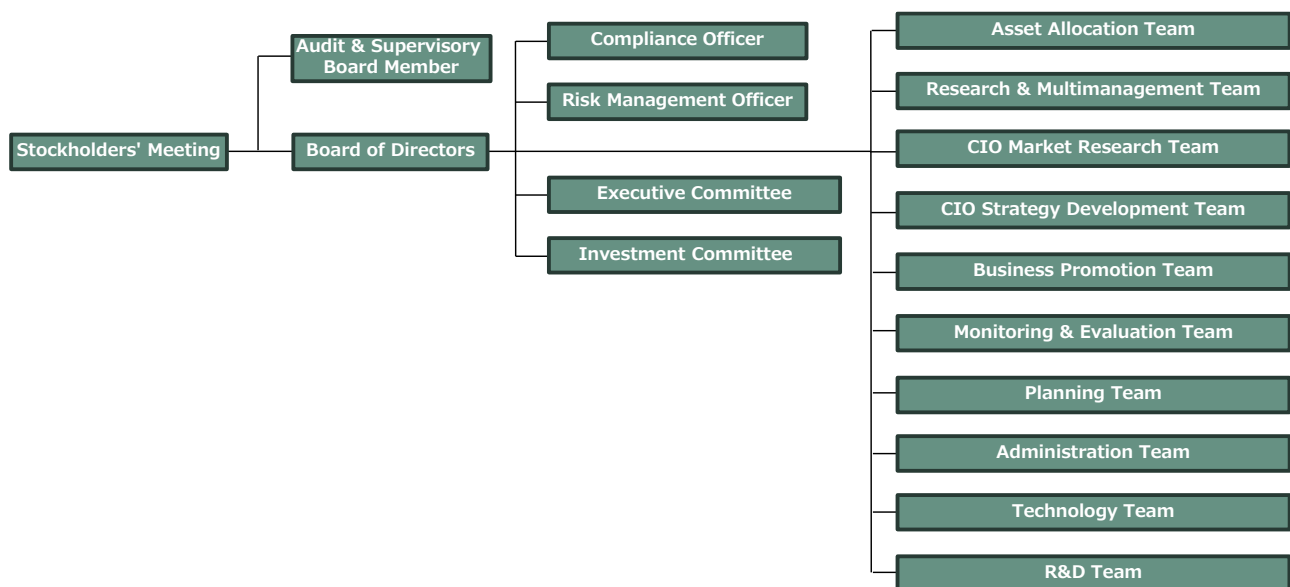 Stockholders' Meeting
Audit & Supervisory
Board Member
Board of Directors
Compliance Officer
Risk Management Officer
Executive Committee
Investment Committee
Asset Allocation Team
Research & Multimanagement Team
CIO Market Research Team
CIO Strategy Development Team
Business Promotion Team
Monitoring & Evaluation Team
Planning Team
Administration Team
Technology Team
R&D Team